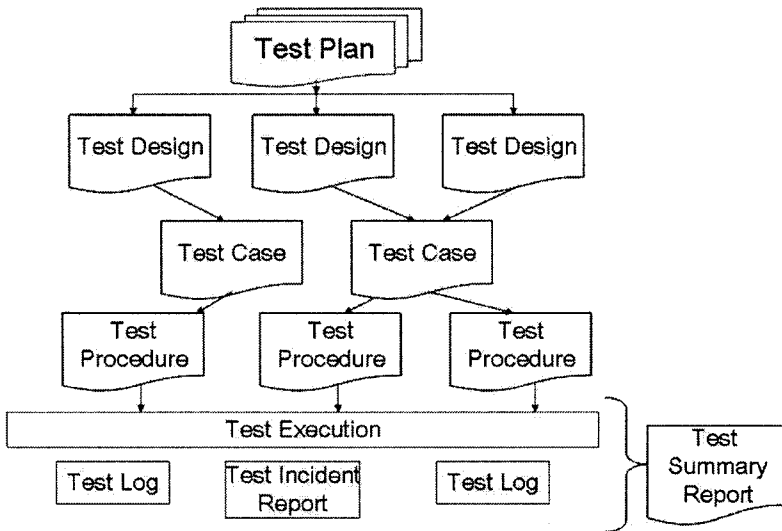 Test Plan
Test Design
Test Design
Test Design
Test Case
Test Case
Test
Procedure
Test
Procedure
Test
Procedure
Test Execution
Test Log
Test Incident
Report
Test Log
Test
Summary
Report